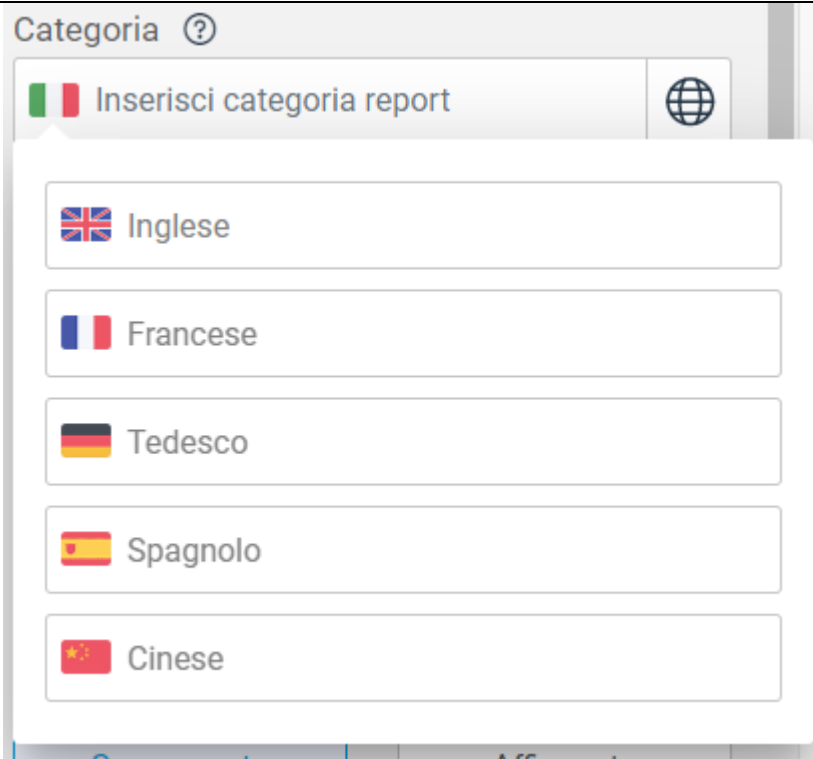 Categoria ?
Inserisci categoria report
Inglese
Francese
Tedesco
Spagnolo
Cinese